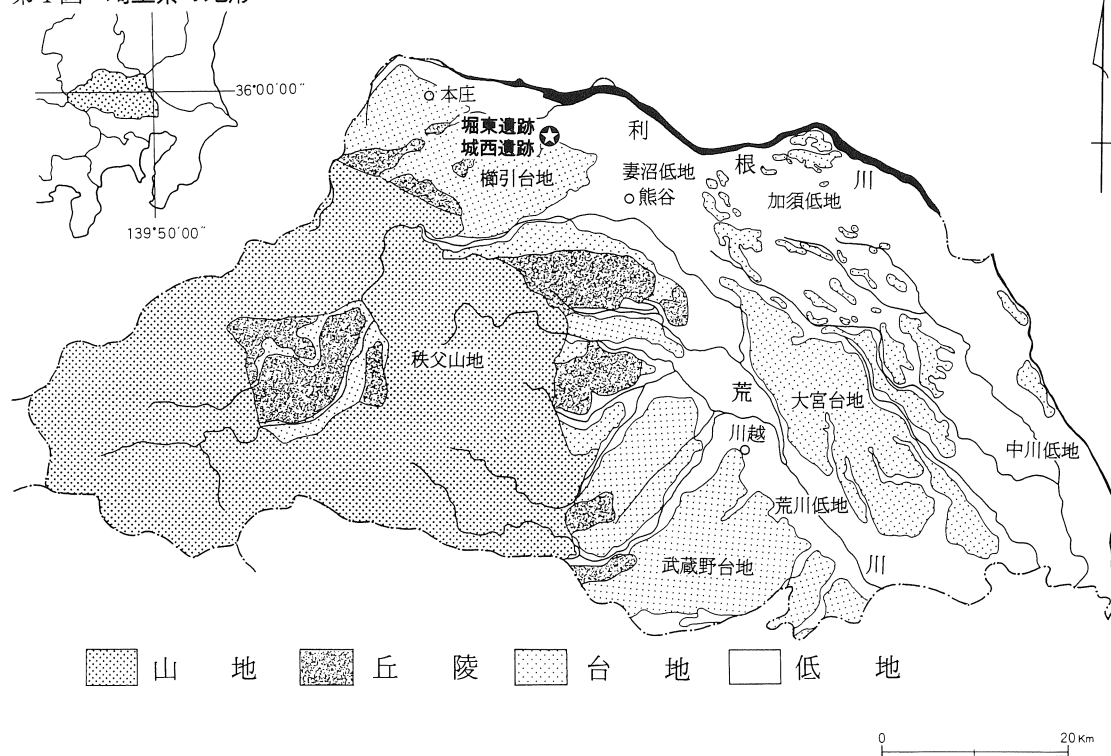 36°00'00"
139°50'00"
本庄
堀東遺跡
城西遺跡
櫛引台地
利根川
妻沼低地
熊谷
加須低地
秩父山地
荒川
大宮台地
川越
中川低地
荒川低地
武蔵野台地
山地
丘陵
台地
低地
0 20Km